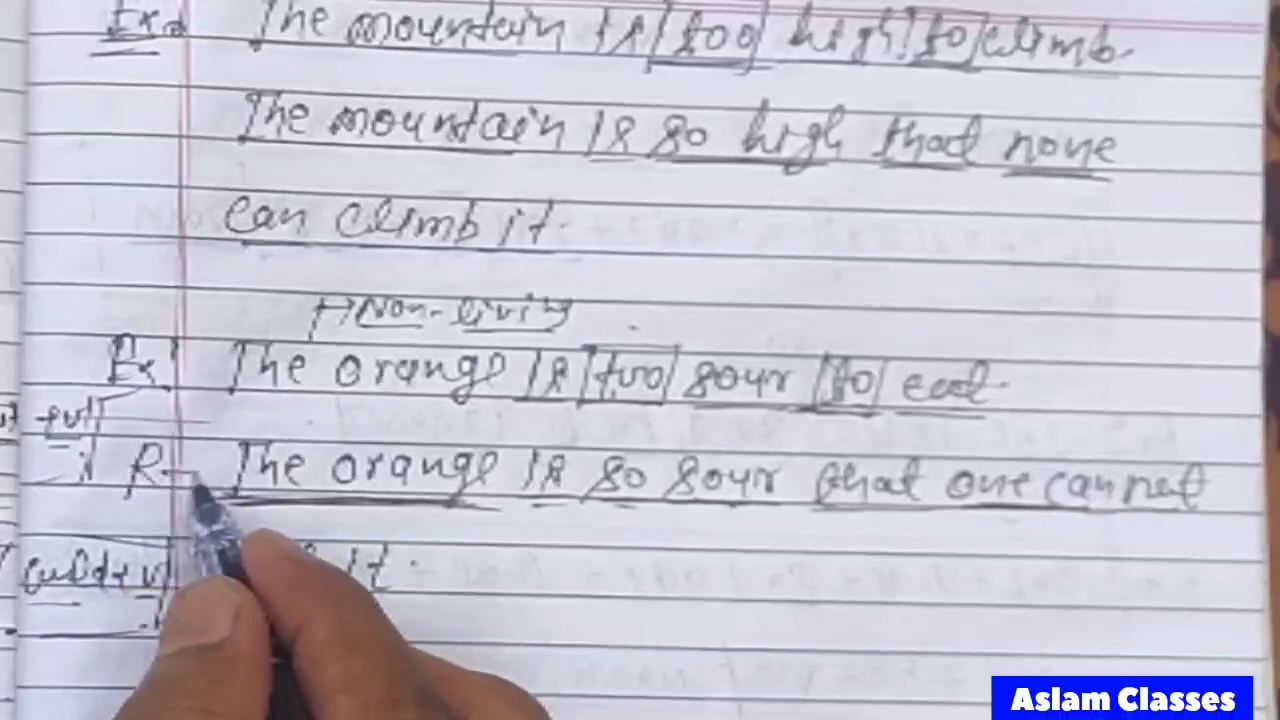 Ex. The mountain is too high to climb.
The mountain is so high that none
can climb it.
Non-living
Ex. The orange is too sour to eat.
R- The orange is so sour that one cannot
it.
Aslam Classes